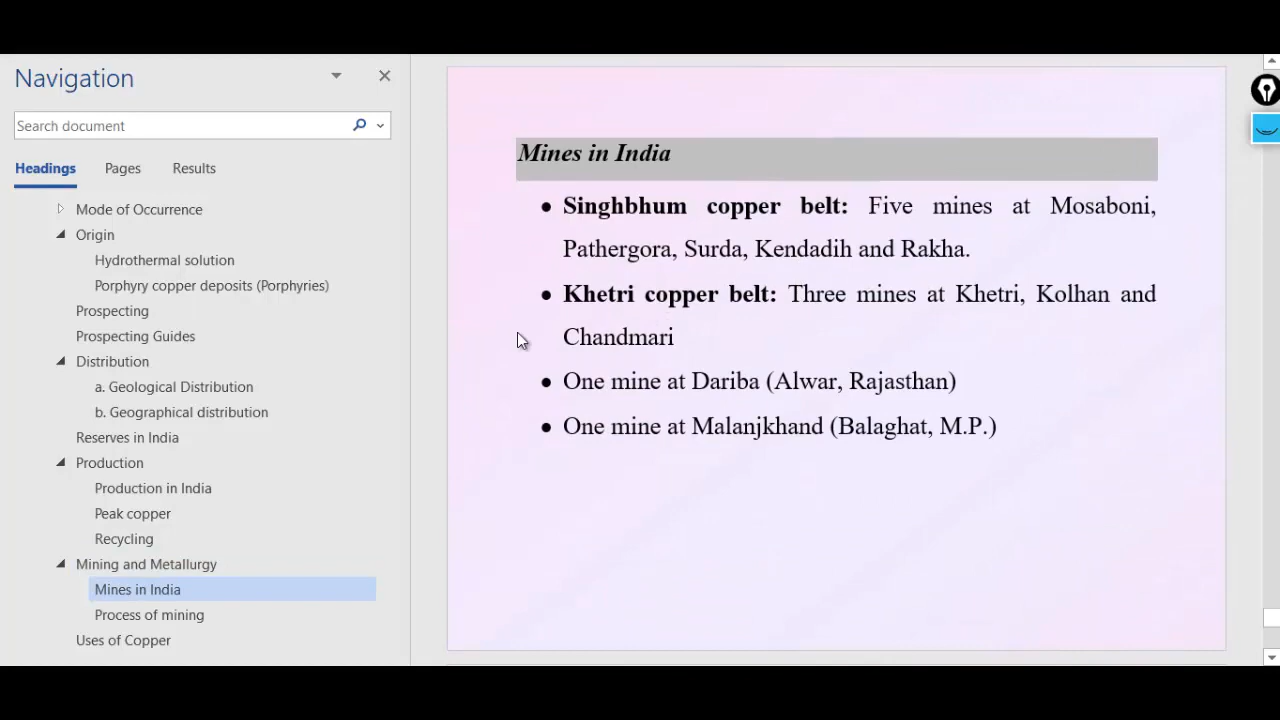 Navigation
Search document
Headings Pages Results
Mode of Occurrence
Origin
Hydrothermal solution
Porphyry copper deposits (Porphyries)
Prospecting
Prospecting Guides
Distribution
a. Geological Distribution
b. Geographical distribution
Reserves in India
Production
Production in India
Peak copper
Recycling
Mining and Metallurgy
Mines in India
Process of mining
Uses of Copper
Mines in India
● Singhbhum copper belt: Five mines at Mosaboni,
Pathergora, Surda, Kendadih and Rakha.
● Khetri copper belt: Three mines at Khetri, Kolhan and
Chandmari
● One mine at Dariba (Alwar, Rajasthan)
● One mine at Malanjkhand (Balaghat, M.P.)